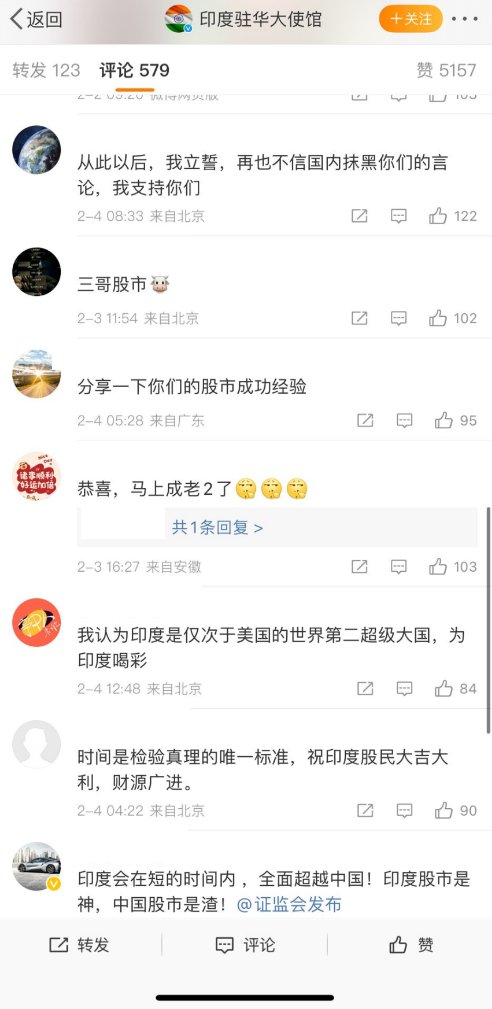 返回
印度驻华大使馆
＋关注
转发 123
评论 579
赞 5157
从此以后，我立誓，再也不信国内抹黑你们的言
论，我支持你们
2-4 08:33 来自北京
122
三哥股市🐮
2-3 11:54 来自北京
102
分享一下你们的股市成功经验
2-4 05:28 来自广东
95
诸事顺利
好运加倍
恭喜，马上成老2了
共1条回复 >
2-3 16:27 来自安徽
103
我认为印度是仅次于美国的世界第二超级大国，为
印度喝彩
2-4 12:48 来自北京
84
时间是检验真理的唯一标准，祝印度股民大吉大
利，财源广进。
2-4 04:22 来自北京
90
印度会在短的时间内，全面超越中国！印度股市是
神，中国股市是渣！@证监会发布
转发
评论
赞